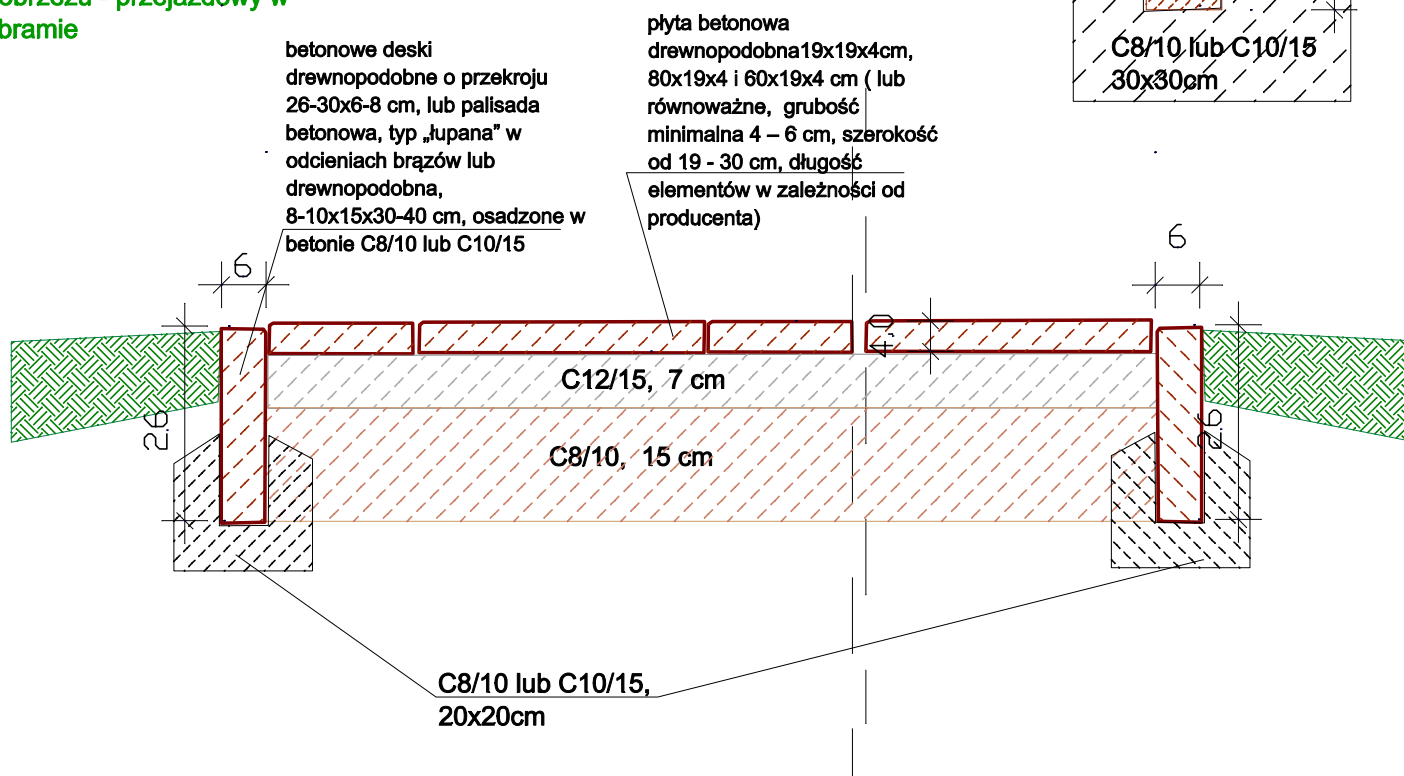 obrzeżu - przejazdowy w
bramie
betonowe deski
drewnopodobne o przekroju
26-30x6-8 cm, lub palisada
betonowa, typ „łupana” w
odcieniach brązów lub
drewnopodobna,
8-10x15x30-40 cm, osadzone w
betonie C8/10 lub C10/15
płyta betonowa
drewnopodobna19x19x4cm,
80x19x4 i 60x19x4 cm ( lub
równoważne, grubość
minimalna 4 – 6 cm, szerokość
od 19 - 30 cm, długość
elementów w zależności od
producenta)
C8/10 lub C10/15
30x30cm
6
6
4,0
C12/15, 7 cm
26
26
C8/10, 15 cm
C8/10 lub C10/15,
20x20cm